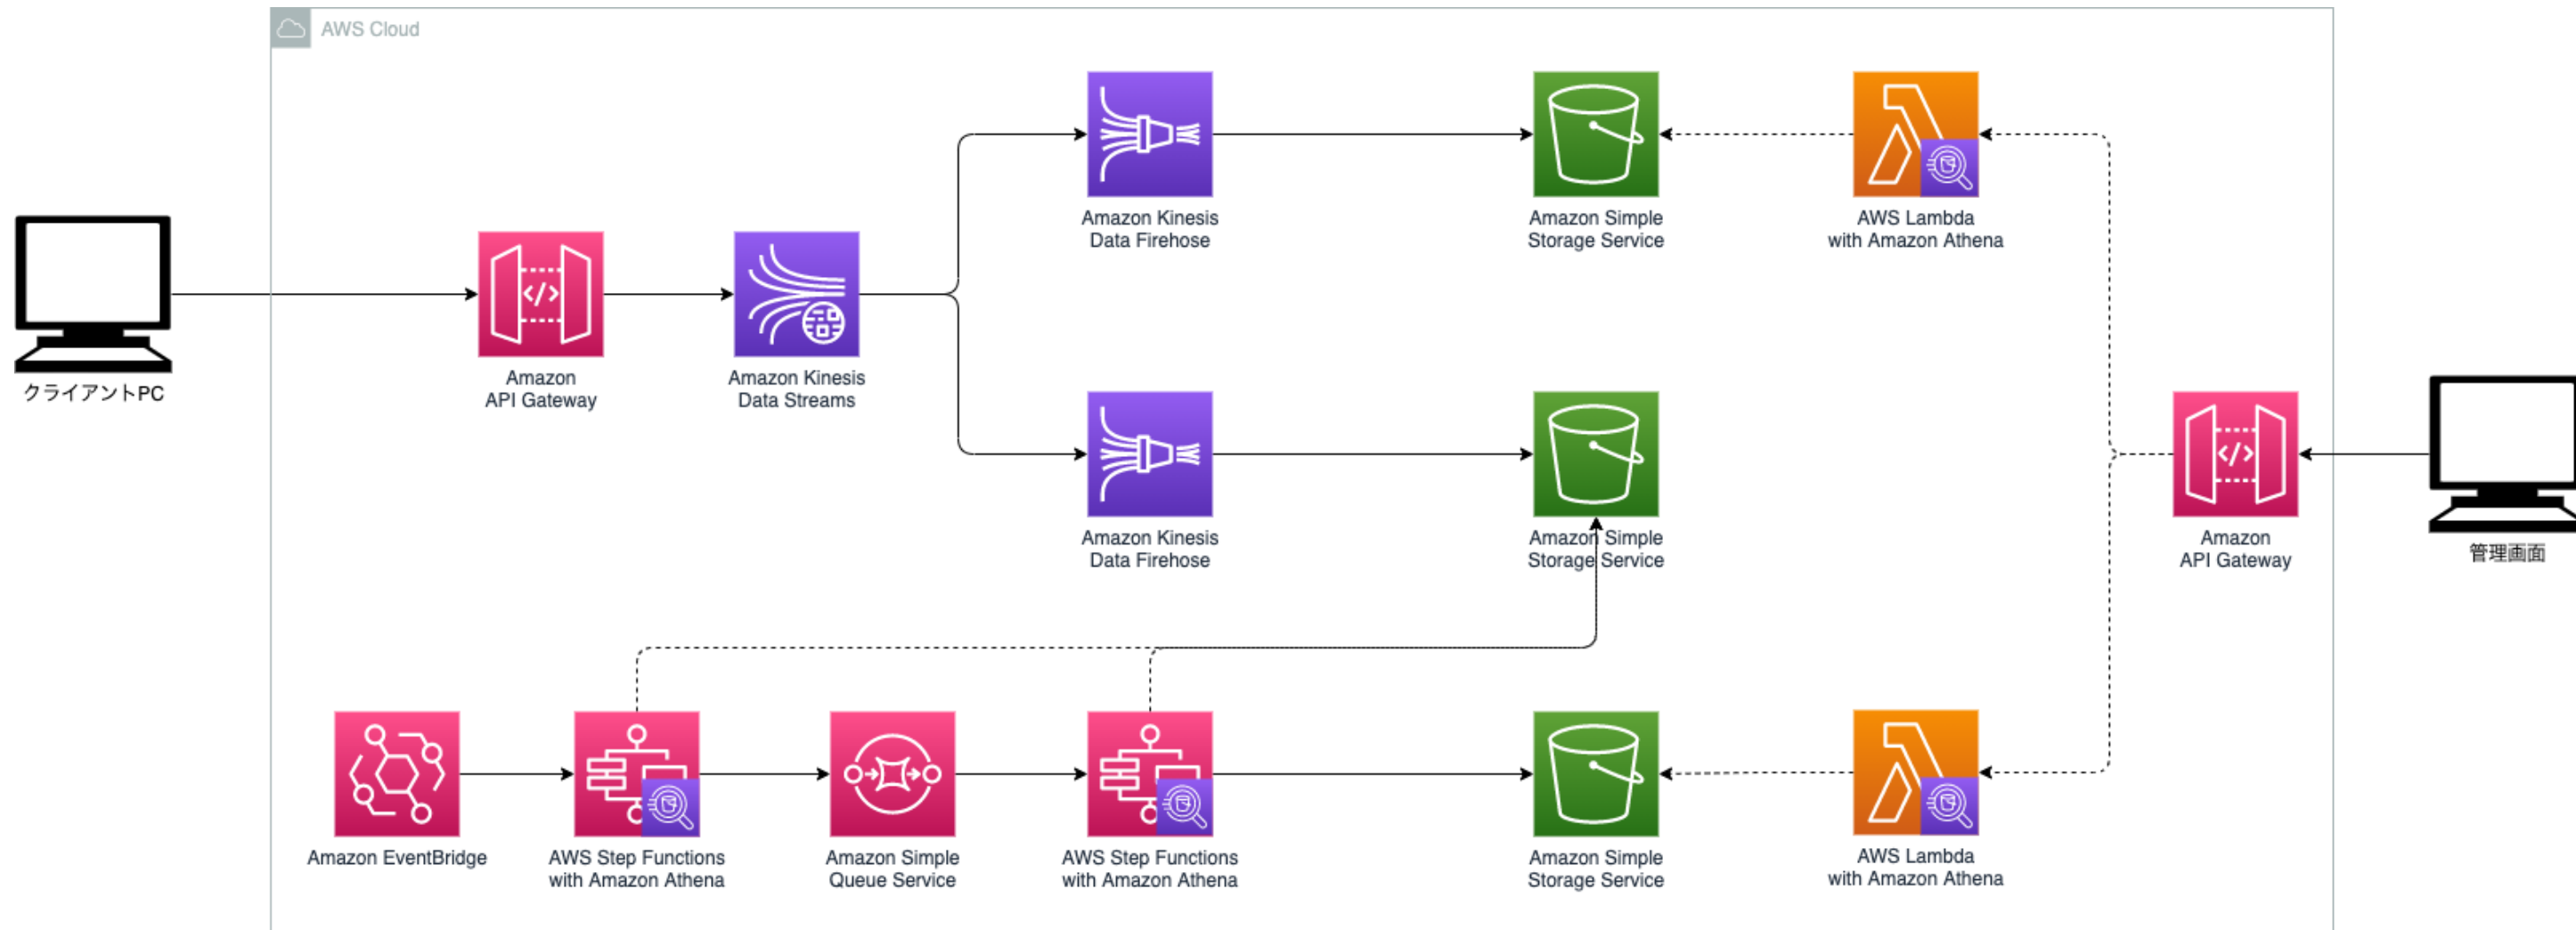 AWS Cloud
Amazon Kinesis
Data Firehose
Amazon Simple
Storage Service
AWS Lambda
with Amazon Athena
クライアントPC
Amazon
API Gateway
Amazon Kinesis
Data Streams
Amazon Kinesis
Data Firehose
Amazon Simple
Storage Service
Amazon
API Gateway
管理画面
Amazon EventBridge
AWS Step Functions
with Amazon Athena
Amazon Simple
Queue Service
AWS Step Functions
with Amazon Athena
Amazon Simple
Storage Service
AWS Lambda
with Amazon Athena